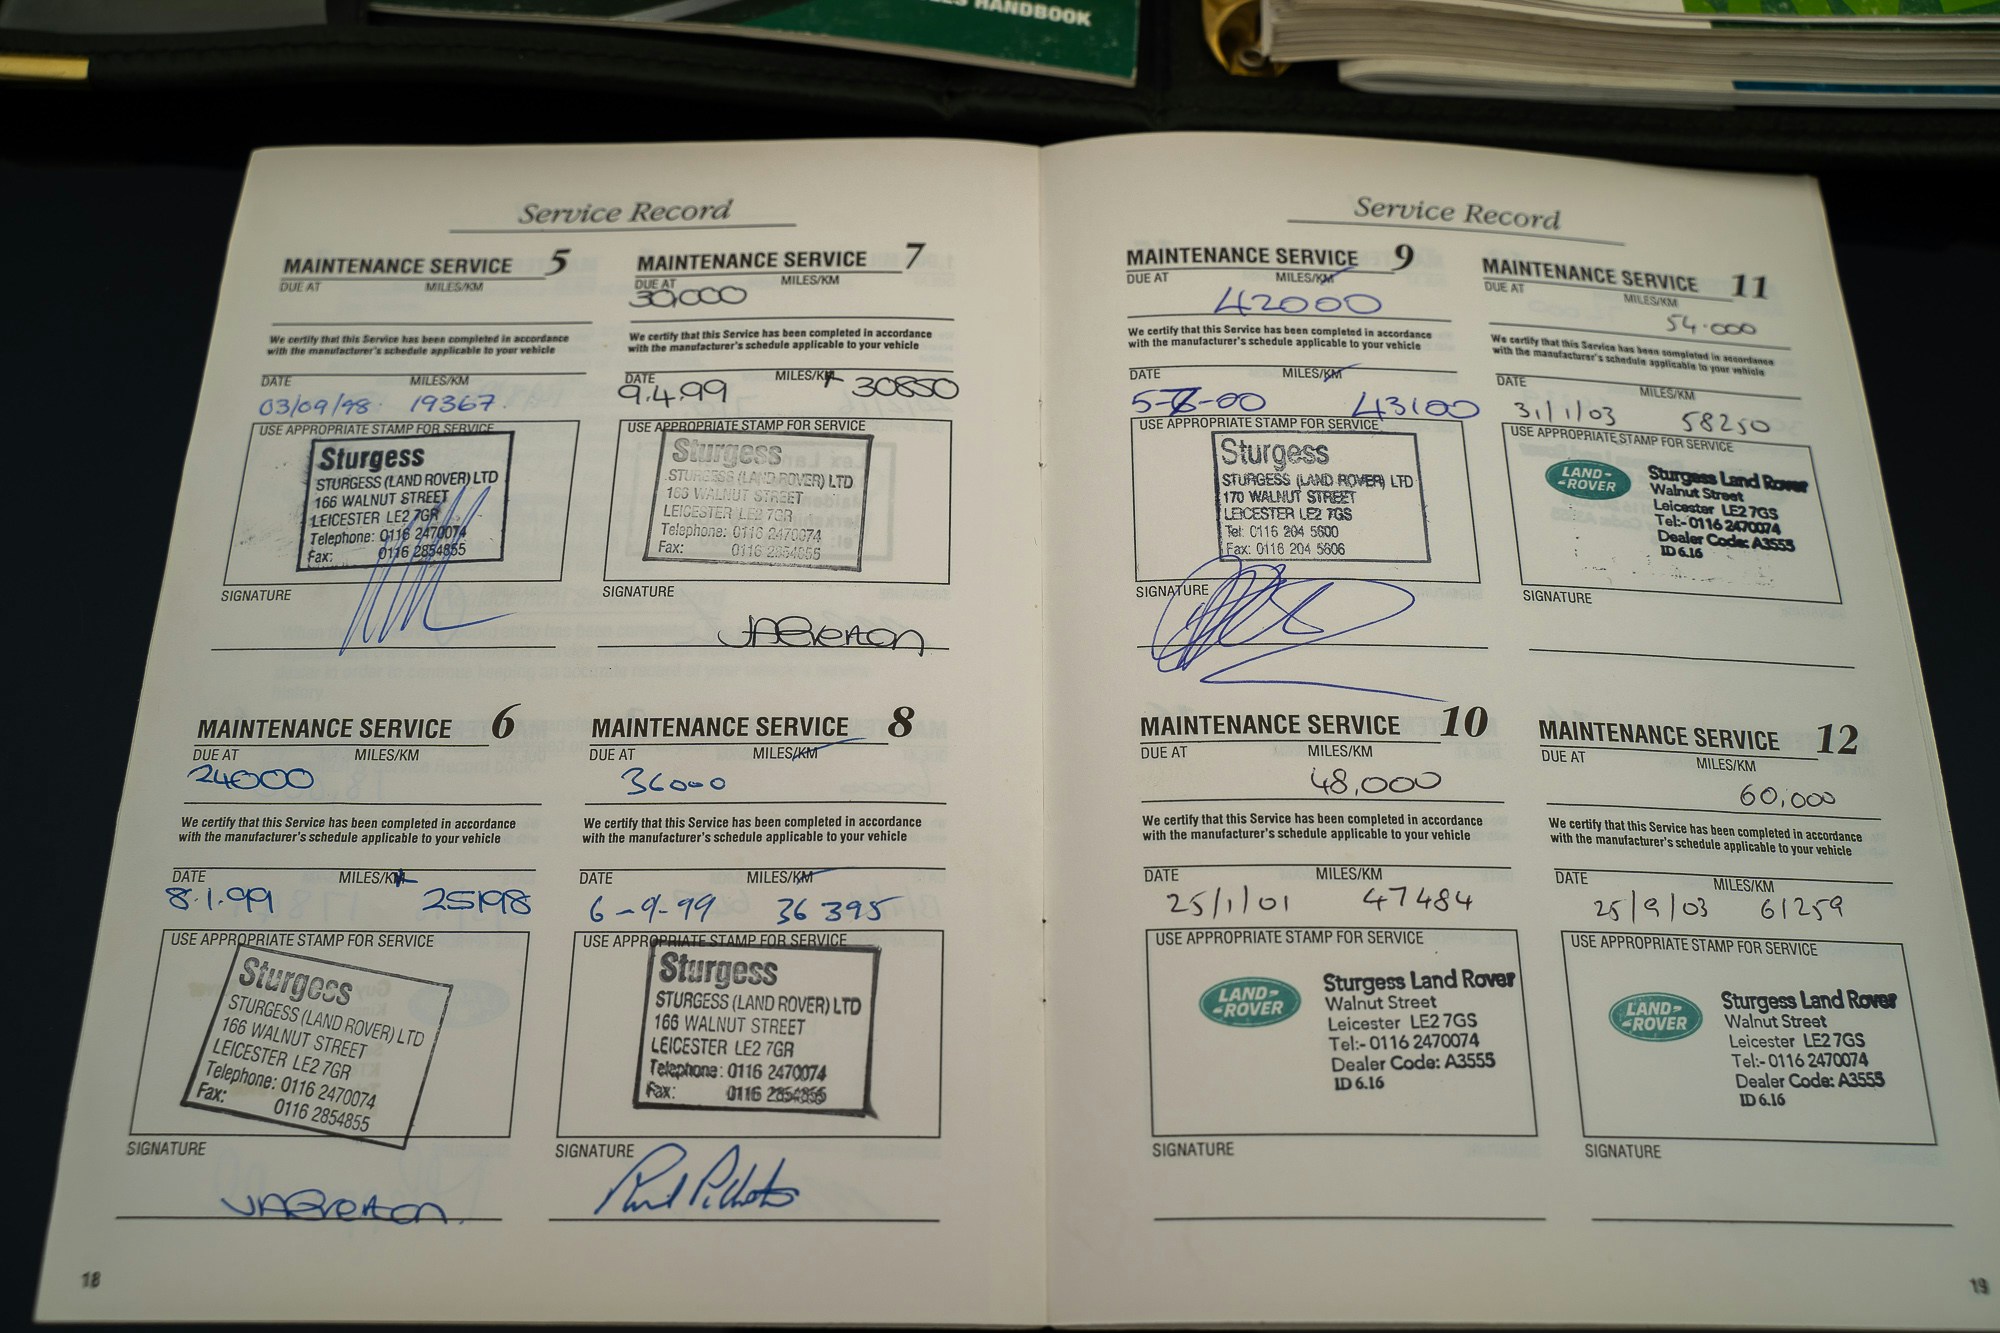 HANDBOOK
Service Record
MAINTENANCE SERVICE 5
DUE AT MILES/KM
We certify that this Service has been completed in accordance
with the manufacturer's schedule applicable to your vehicle
DATE MILES/KM
03/09/98 19367
USE APPROPRIATE STAMP FOR SERVICE
Sturgess
STURGESS (LAND ROVER) LTD
166 WALNUT STREET
LEICESTER LE2 7GR
Telephone: 0116 2470074
Fax: 0116 2854855
SIGNATURE
MAINTENANCE SERVICE 7
DUE AT
30,000
We certify that this Service has been completed in accordance
with the manufacturer's schedule applicable to your vehicle
DATE MILES/KM
9.4.99 30850
USE APPROPRIATE STAMP FOR SERVICE
Sturgess
STURGESS (LAND ROVER) LTD
166 WALNUT STREET
LEICESTER LE2 7GR
Telephone: 0116 2470074
Fax: 0116 2854855
SIGNATURE
MAINTENANCE SERVICE 6
DUE AT MILES/KM
24000
We certify that this Service has been completed in accordance
with the manufacturer's schedule applicable to your vehicle
DATE MILES/KM
8.1.99 25198
USE APPROPRIATE STAMP FOR SERVICE
Sturgess
STURGESS (LAND ROVER) LTD
166 WALNUT STREET
LEICESTER LE2 7GR
Telephone: 0116 2470074
Fax: 0116 2854855
SIGNATURE
MAINTENANCE SERVICE 8
DUE AT MILES/KM
36000
We certify that this Service has been completed in accordance
with the manufacturer's schedule applicable to your vehicle
DATE MILES/KM
6-9-99 36395
USE APPROPRIATE STAMP FOR SERVICE
Sturgess
STURGESS (LAND ROVER) LTD
166 WALNUT STREET
LEICESTER LE2 7GR
Telephone: 0116 2470074
Fax: 0116 2854855
SIGNATURE
18
Service Record
MAINTENANCE SERVICE 9
DUE AT MILES/KM
42000
We certify that this Service has been completed in accordance
with the manufacturer's schedule applicable to your vehicle
DATE MILES/KM
43100
USE APPROPRIATE STAMP FOR SERVICE
Sturgess
STURGESS (LAND ROVER) LTD
170 WALNUT STREET
LEICESTER LE2 7GS
Tel: 0116 204 5600
Fax: 0116 204 5606
SIGNATURE
MAINTENANCE SERVICE 11
DUE AT MILES/KM
54.000
We certify that this Service has been completed in accordance
with the manufacturer's schedule applicable to your vehicle
DATE MILES/KM
31/1/03 58250
USE APPROPRIATE STAMP FOR SERVICE
LAND-ROVER
Sturgess Land Rover
Walnut Street
Leicester LE2 7GS
Tel:- 0116 2470074
Dealer Code: A3555
ID 6.16
SIGNATURE
MAINTENANCE SERVICE 10
DUE AT MILES/KM
48,000
We certify that this Service has been completed in accordance
with the manufacturer's schedule applicable to your vehicle
DATE MILES/KM
25/1/01 47484
USE APPROPRIATE STAMP FOR SERVICE
LAND-ROVER
Sturgess Land Rover
Walnut Street
Leicester LE2 7GS
Tel:- 0116 2470074
Dealer Code: A3555
ID 6.16
SIGNATURE
MAINTENANCE SERVICE 12
DUE AT MILES/KM
60,000
We certify that this Service has been completed in accordance
with the manufacturer's schedule applicable to your vehicle
DATE MILES/KM
25/9/03 61259
USE APPROPRIATE STAMP FOR SERVICE
LAND-ROVER
Sturgess Land Rover
Walnut Street
Leicester LE2 7GS
Tel:- 0116 2470074
Dealer Code: A3555
ID 6.16
SIGNATURE
19